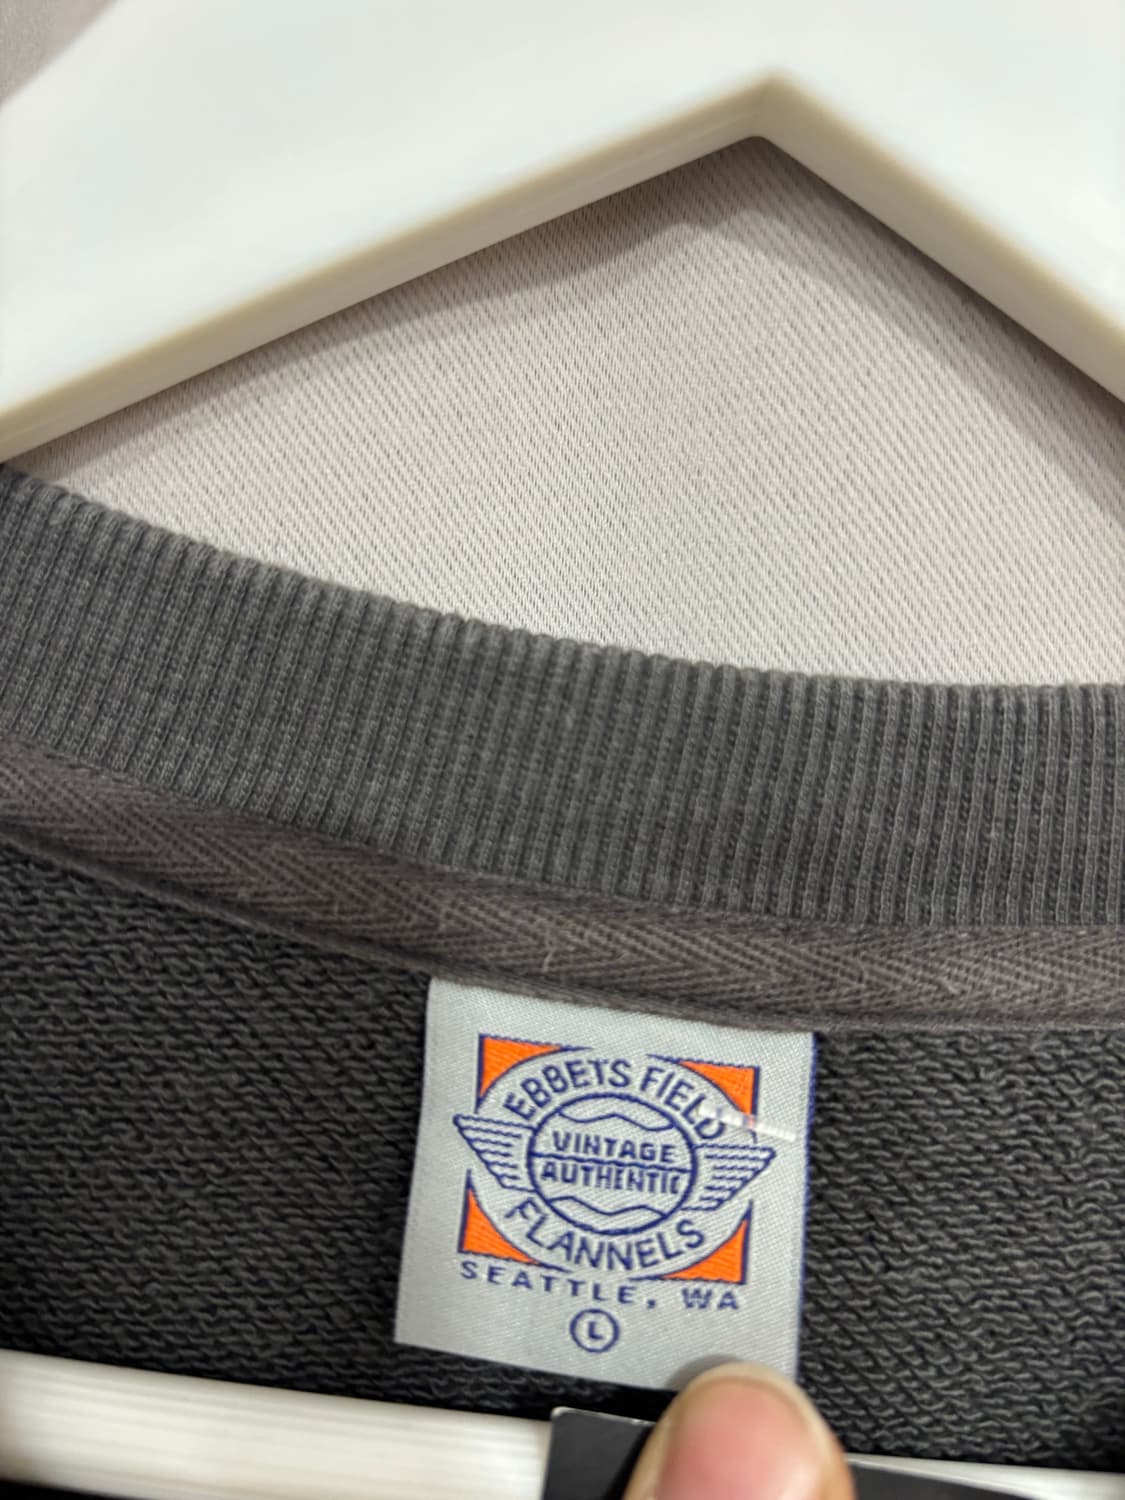 EBBETS FIELD
VINTAGE
AUTHENTIC
FLANNELS
SEATTLE, WA
L